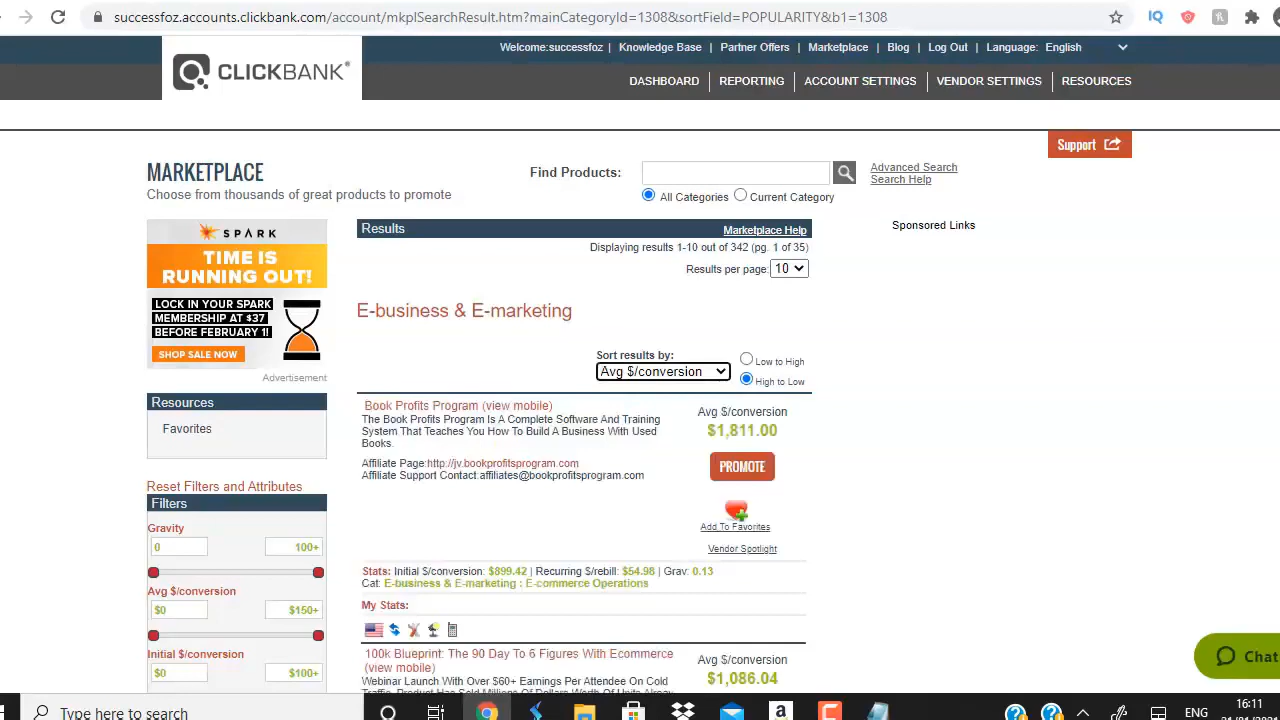 successfoz.accounts.clickbank.com/account/mkplSearchResult.htm?mainCategoryId=1308&sortField=POPULARITY&b1=1308
Welcome:successfoz | Knowledge Base | Partner Offers | Marketplace | Blog | Log Out | Language: English
CLICKBANK
DASHBOARD | REPORTING | ACCOUNT SETTINGS | VENDOR SETTINGS | RESOURCES
Support
MARKETPLACE
Choose from thousands of great products to promote
Find Products:
Advanced Search
Search Help
All Categories Current Category
SPARK
TIME IS
RUNNING OUT!
LOCK IN YOUR SPARK
MEMBERSHIP AT $37
BEFORE FEBRUARY 1!
SHOP SALE NOW
Advertisement
Resources
Favorites
Reset Filters and Attributes
Filters
Gravity
0 100+
Avg $/conversion
$0 $150+
Initial $/conversion
$0 $100+
Results Marketplace Help
Displaying results 1-10 out of 342 (pg. 1 of 35)
Results per page: 10
E-business & E-marketing
Sort results by:
Avg $/conversion
Low to High
High to Low
Book Profits Program (view mobile)
The Book Profits Program Is A Complete Software And Training
System That Teaches You How To Build A Business With Used
Books.
Affiliate Page:http://jv.bookprofitsprogram.com
Affiliate Support Contact:affiliates@bookprofitsprogram.com
Avg $/conversion
$1,811.00
PROMOTE
Add To Favorites
Vendor Spotlight
Stats: Initial $/conversion: $899.42 | Recurring $/rebill: $54.98 | Grav: 0.13
Cat: E-business & E-marketing : E-commerce Operations
My Stats:
100k Blueprint: The 90 Day To 6 Figures With Ecommerce
(view mobile)
Webinar Launch With Over $60+ Earnings Per Attendee On Cold
Traffic. Product Has Sold Millions Of Dollars Worth Of Units Alrady
Avg $/conversion
$1,086.04
Sponsored Links
Chat
Type here to search
ENG
16:11